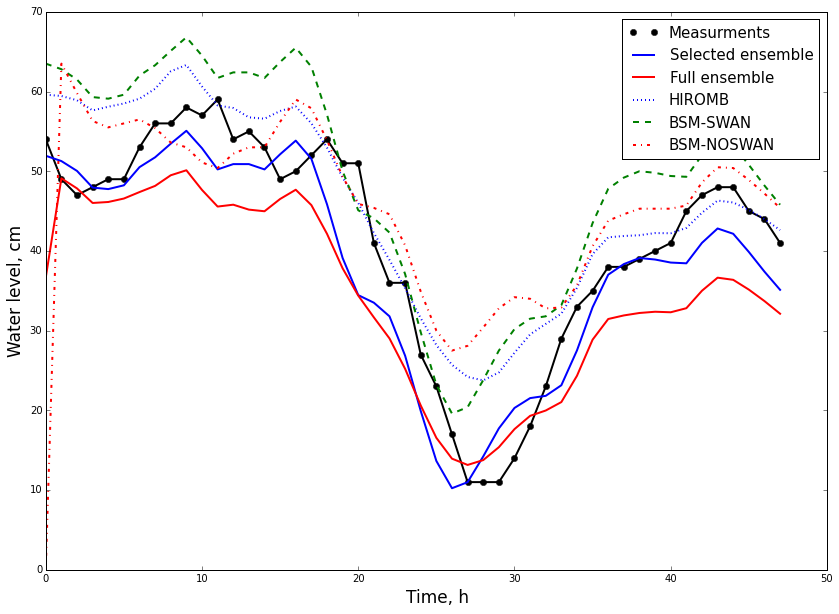 70
60
50
40
30
20
10
0
Water level, cm
Measurments
Selected ensemble
Full ensemble
HIROMB
BSM-SWAN
BSM-NOSWAN
0 10 20 30 40 50
Time, h